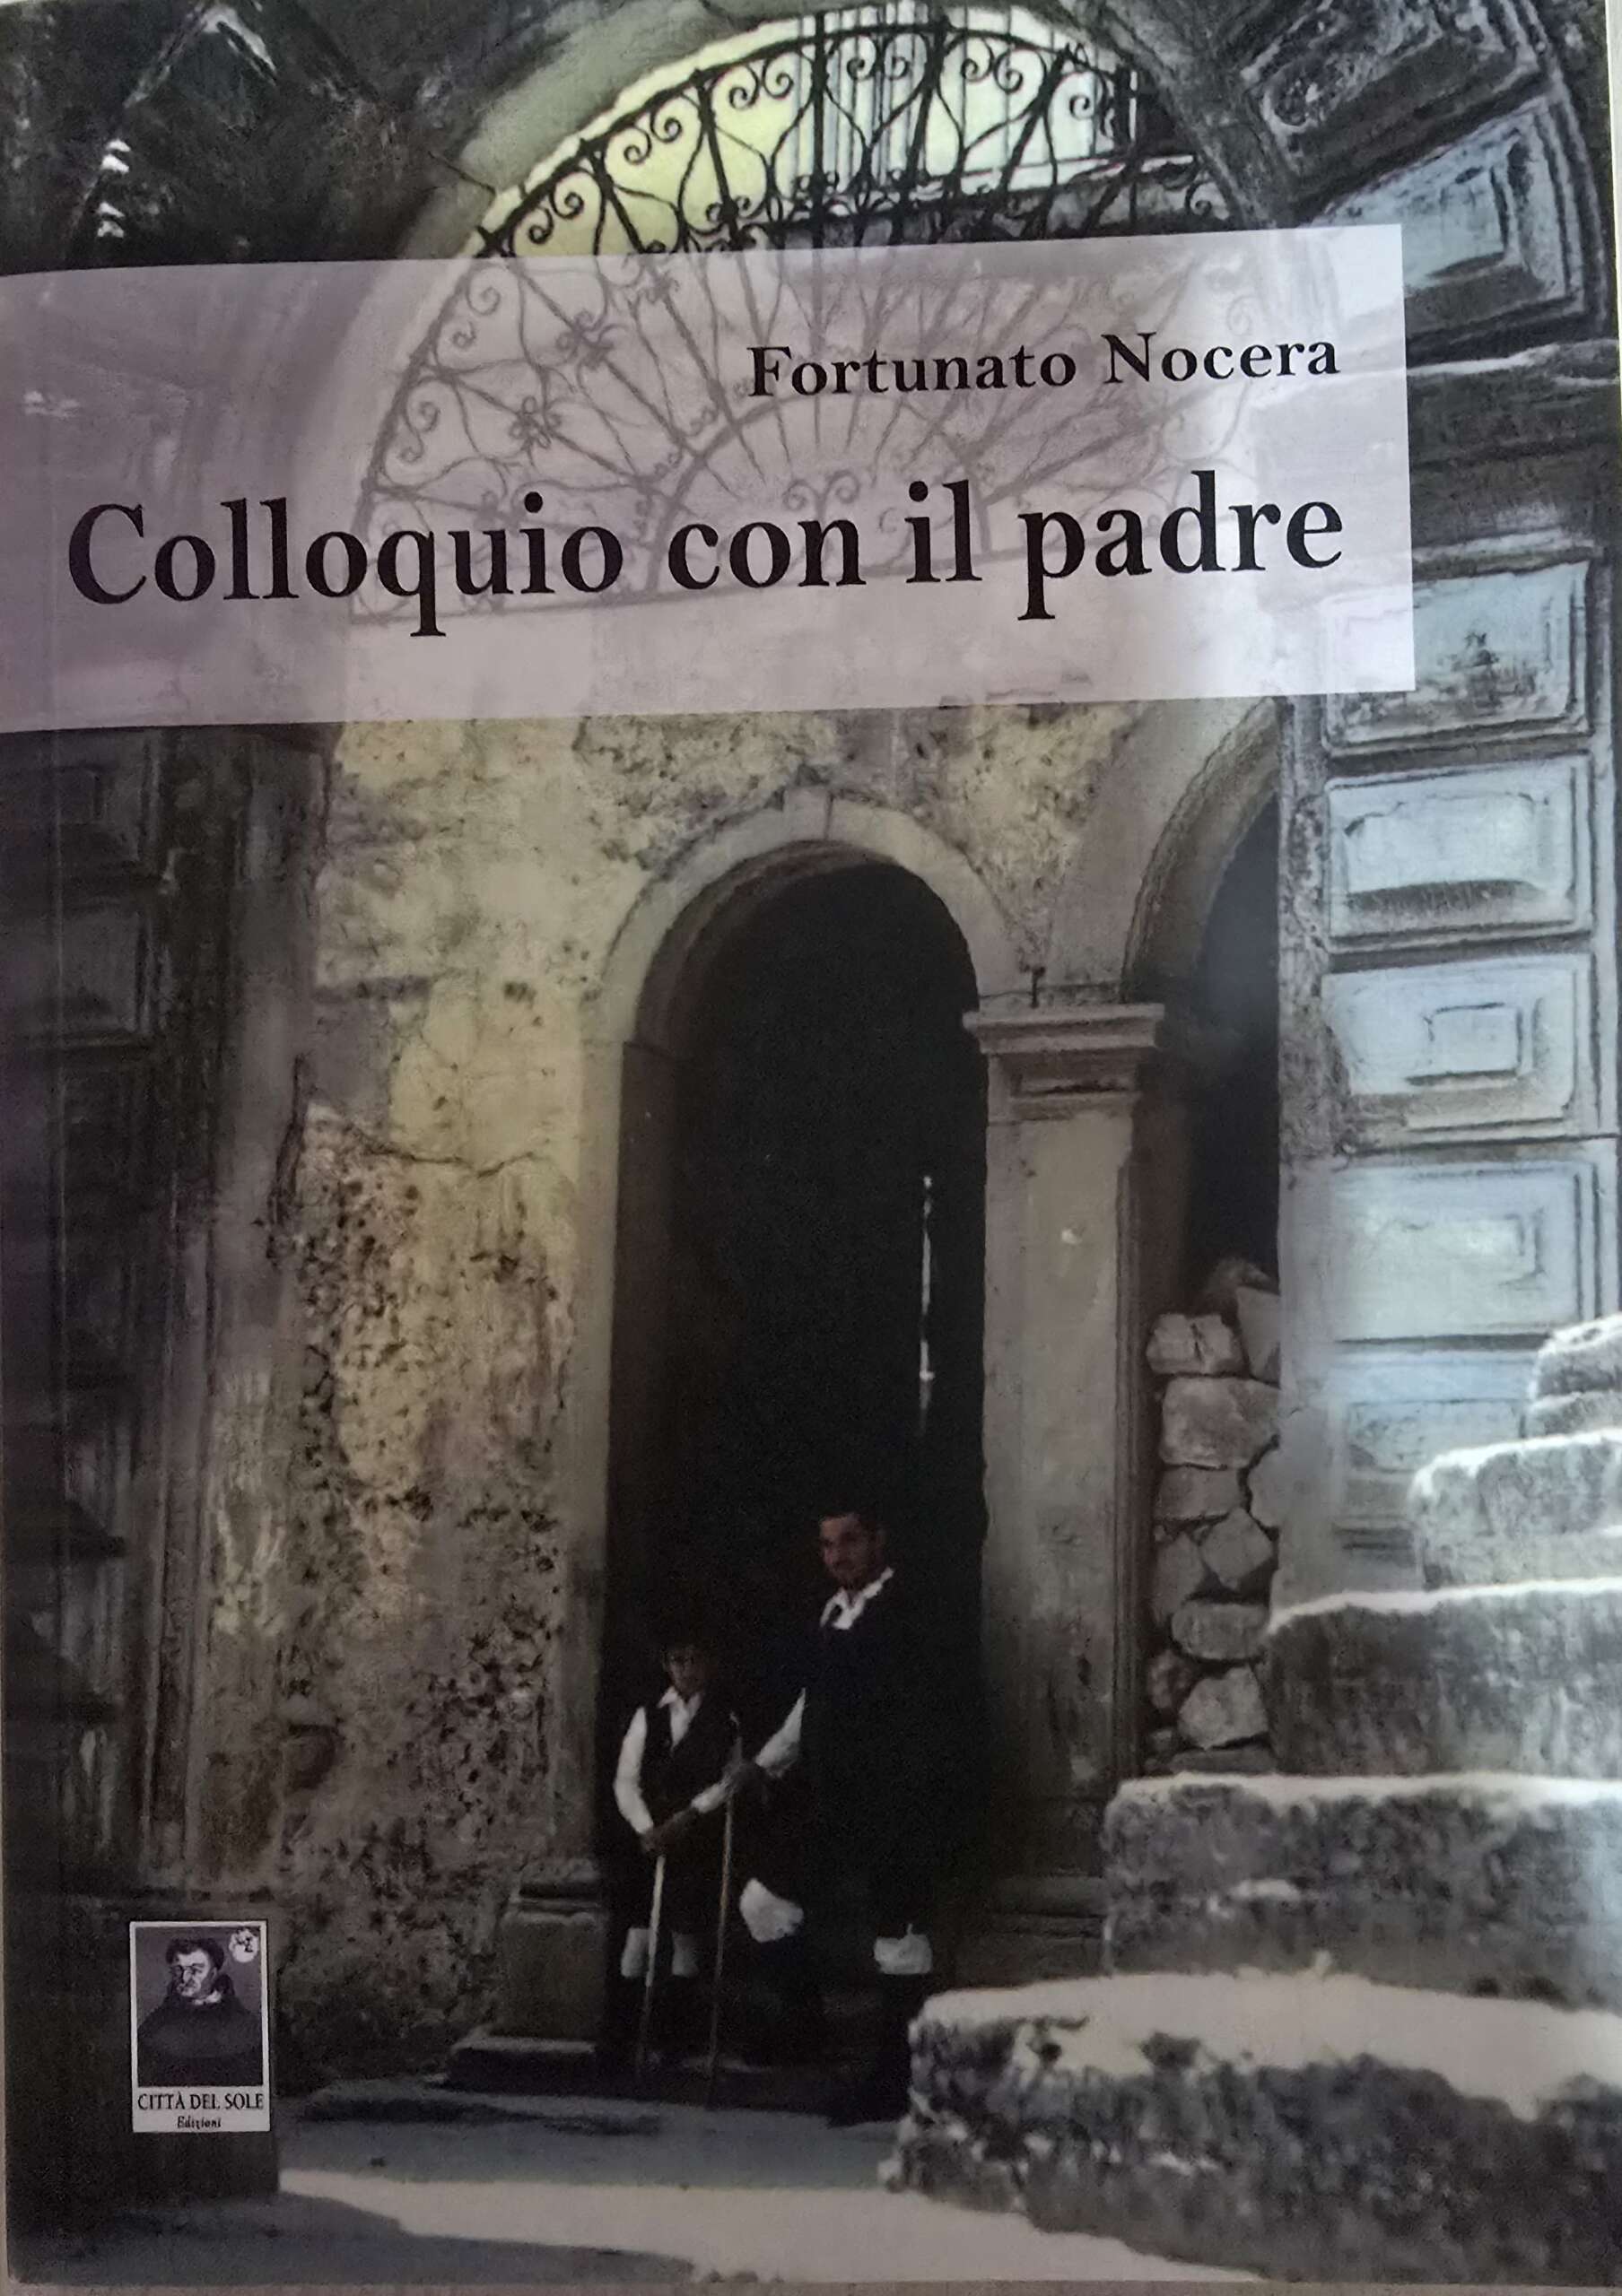 Fortunato Nocera
Colloquio con il padre
CITTÀ DEL SOLE
Edizioni